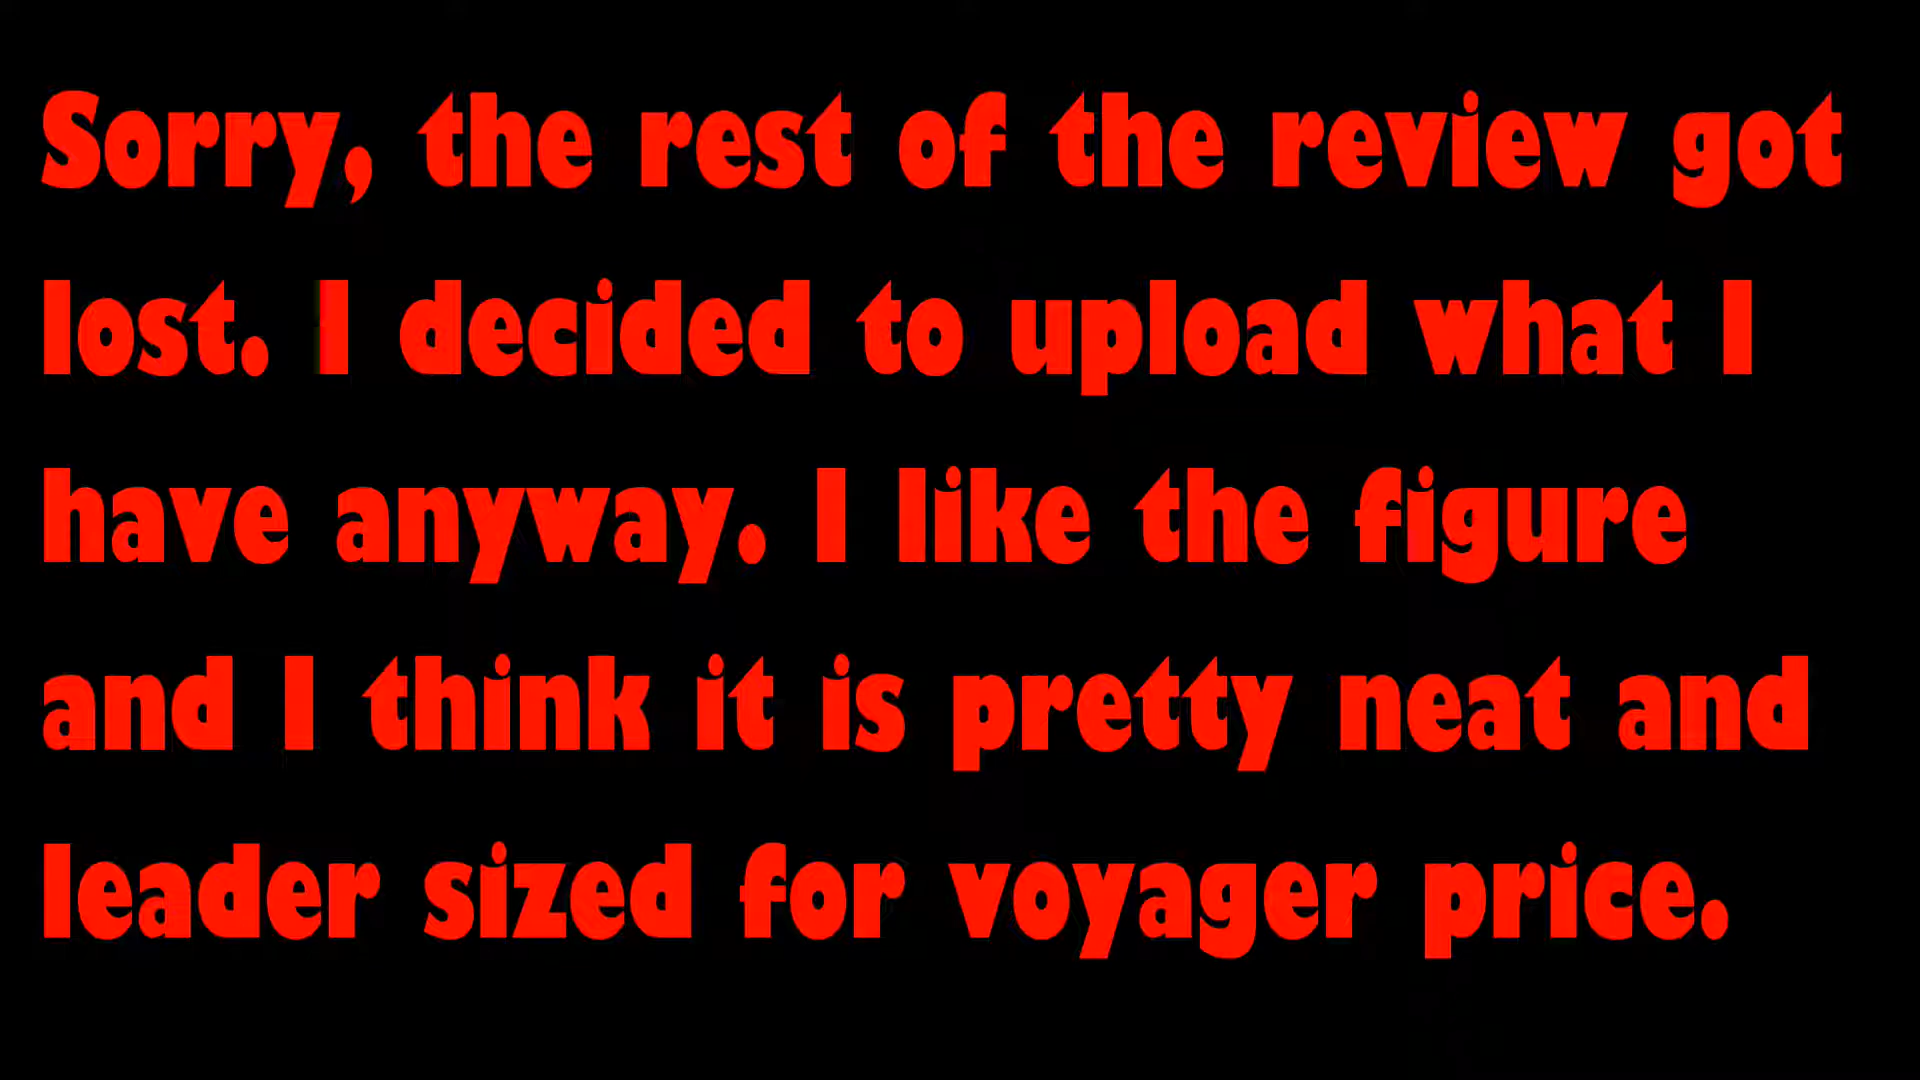 Sorry, the rest of the review got
lost. I decided to upload what I
have anyway. I like the figure
and I think it is pretty neat and
leader sized for voyager price.